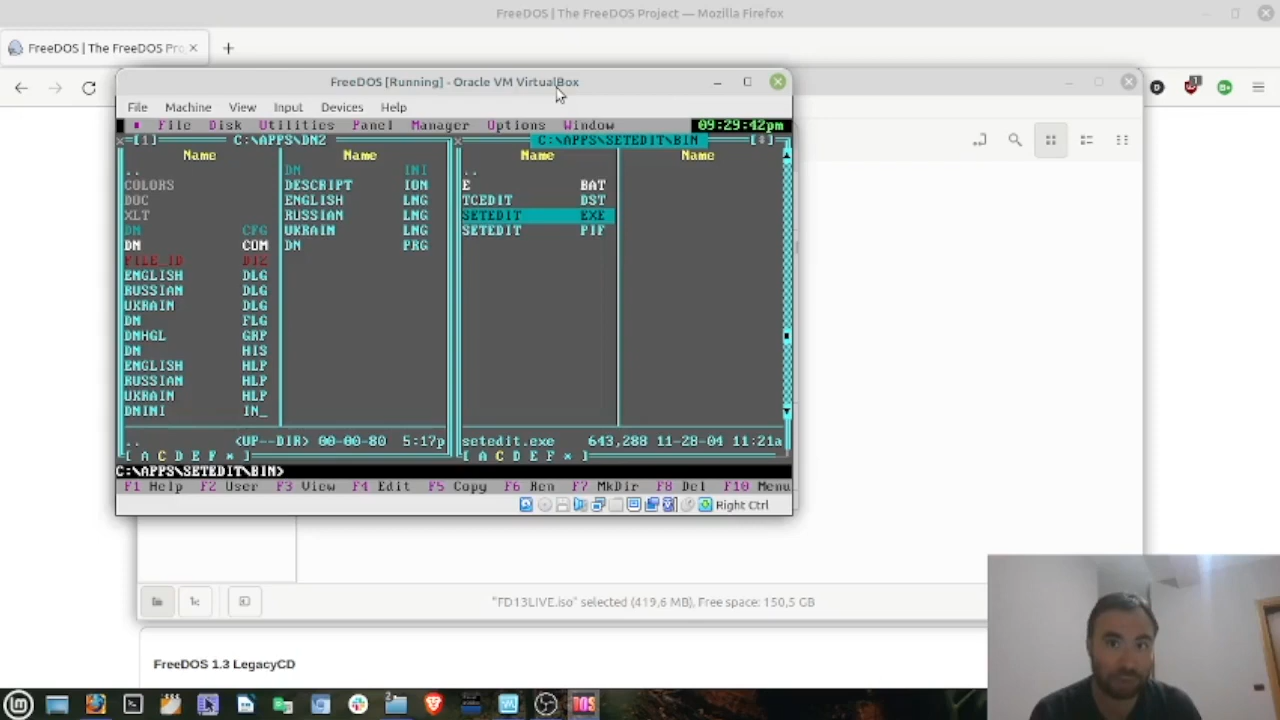 FreeDOS | The FreeDOS Project — Mozilla Firefox
FreeDOS | The FreeDOS Pro
FreeDOS [Running] - Oracle VM VirtualBox
File Machine View Input Devices Help
File Disk Utilities Panel Manager Options Window 09:29:42pm
[1] C:\APPS\DN2 C:\APPS\SETEDIT\BIN
Name Name Name Name
.. DN INI ..
COLORS DESCRIPT ION E BAT
DOC ENGLISH LNG TCEDIT DST
XLT RUSSIAN LNG SETEDIT EXE
DN CFG UKRAIN LNG SETEDIT PIF
DN COM DN PRG
FILE_ID DIZ
ENGLISH DLG
RUSSIAN DLG
UKRAIN DLG
DN FLG
DNHGL GRP
DN HIS
ENGLISH HLP
RUSSIAN HLP
UKRAIN HLP
DNINI IN_
.. <UP--DIR> 00-00-80 5:17p setedit.exe 643,288 11-28-04 11:21a
[ A C D E F * ] [ A C D E F * ]
C:\APPS\SETEDIT\BIN>
F1 Help F2 User F3 View F4 Edit F5 Copy F6 Ren F7 MkDir F8 Del F10 Menu
Right Ctrl
"FD13LIVE.iso" selected (419,6 MB), Free space: 150,5 GB
FreeDOS 1.3 LegacyCD